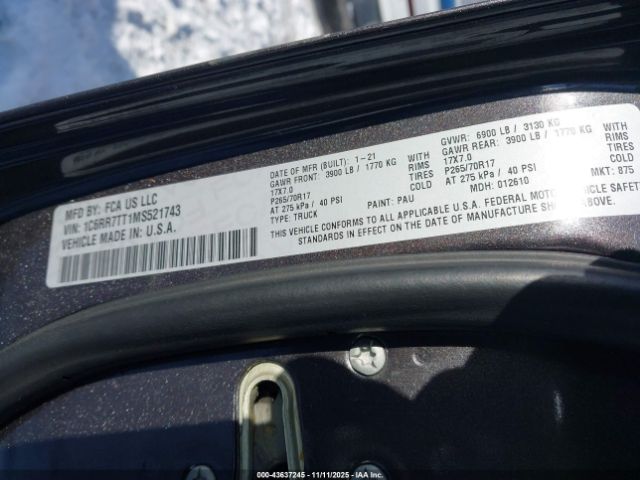 MFD BY: FCA US LLC
VIN: 1C6RR7TT1MS521743
VEHICLE MADE IN: U.S.A.
DATE OF MFR (BUILT): 1-21
GAWR FRONT: 3900 LB / 1770 KG WITH
17X7.0 RIMS
P265/70R17 TIRES
AT 275 kPa / 40 PSI COLD
TYPE: TRUCK PAINT: PAU
GVWR: 6900 LB / 3130 KG
GAWR REAR: 3900 LB / 1770 KG WITH
17X7.0 RIMS
P265/70R17 TIRES
AT 275 kPa / 40 PSI COLD
MDH: 012610 MKT: 875
THIS VEHICLE CONFORMS TO ALL APPLICABLE U.S.A. FEDERAL MOTOR VEHICLE SAFETY
STANDARDS IN EFFECT ON THE DATE OF MANUFACTURE SHOWN ABOVE.
© IAA - 43637245 - 11/11/2025 - IAAI.COM